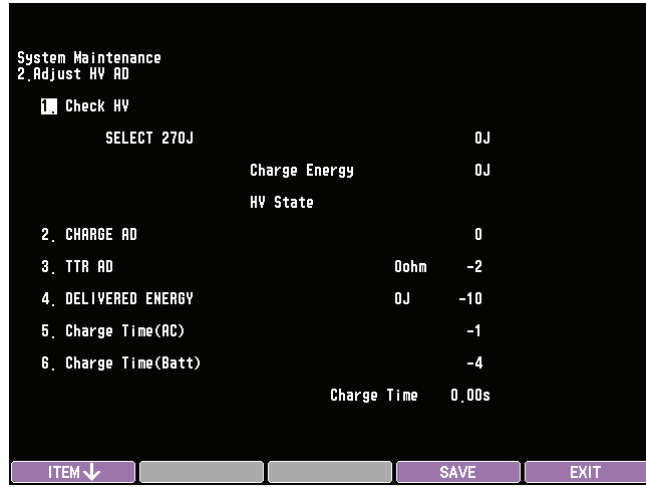 System Maintenance
2.Adjust HV AD
1. Check HV
SELECT 270J 0J
Charge Energy 0J
HV State
2. CHARGE AD 0
3. TTR AD 0ohm -2
4. DELIVERED ENERGY 0J -10
5. Charge Time(AC) -1
6. Charge Time(Batt) -4
Charge Time 0.00s
ITEM↓ SAVE EXIT